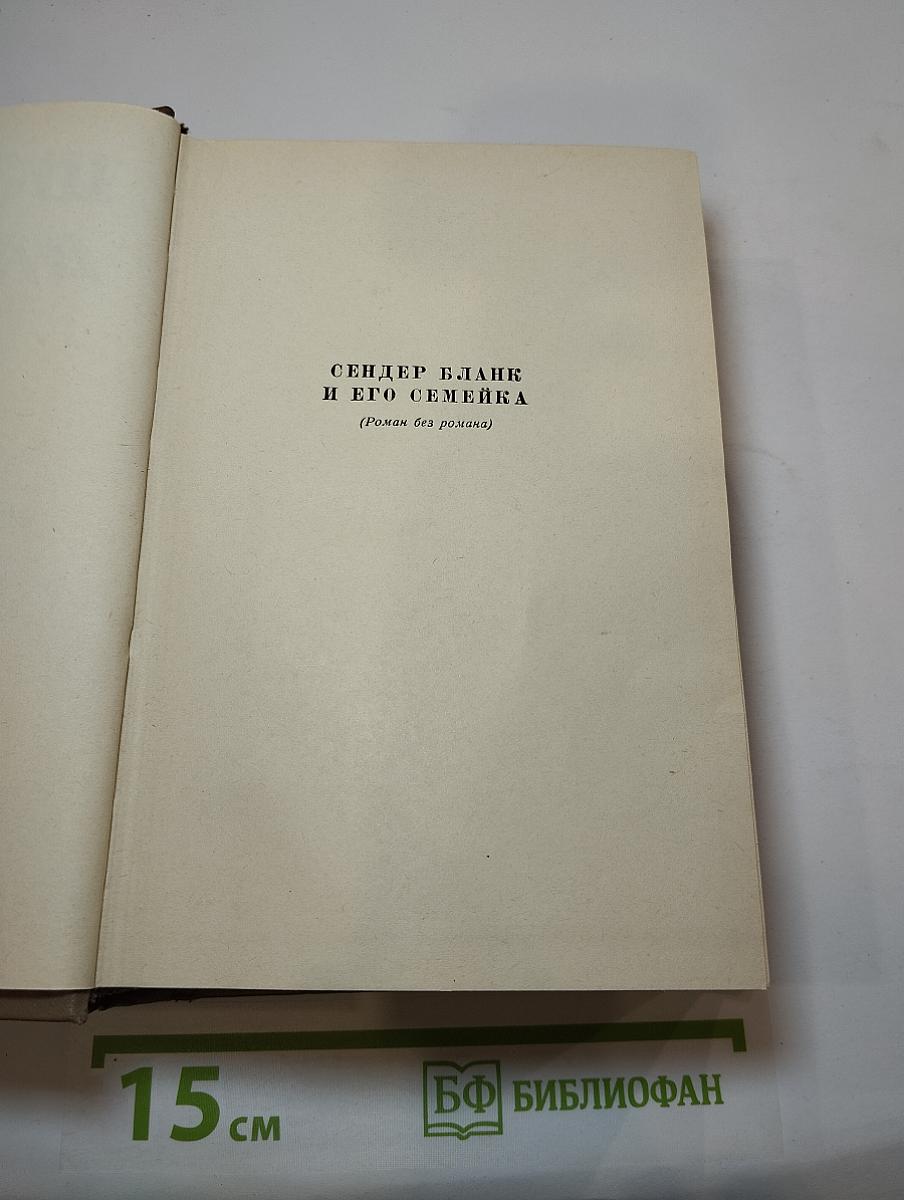 СЕНДЕР БЛАНК
И ЕГО СЕМЕЙКА
(Роман без романа)
15 см
БФ БИБЛИОФАН